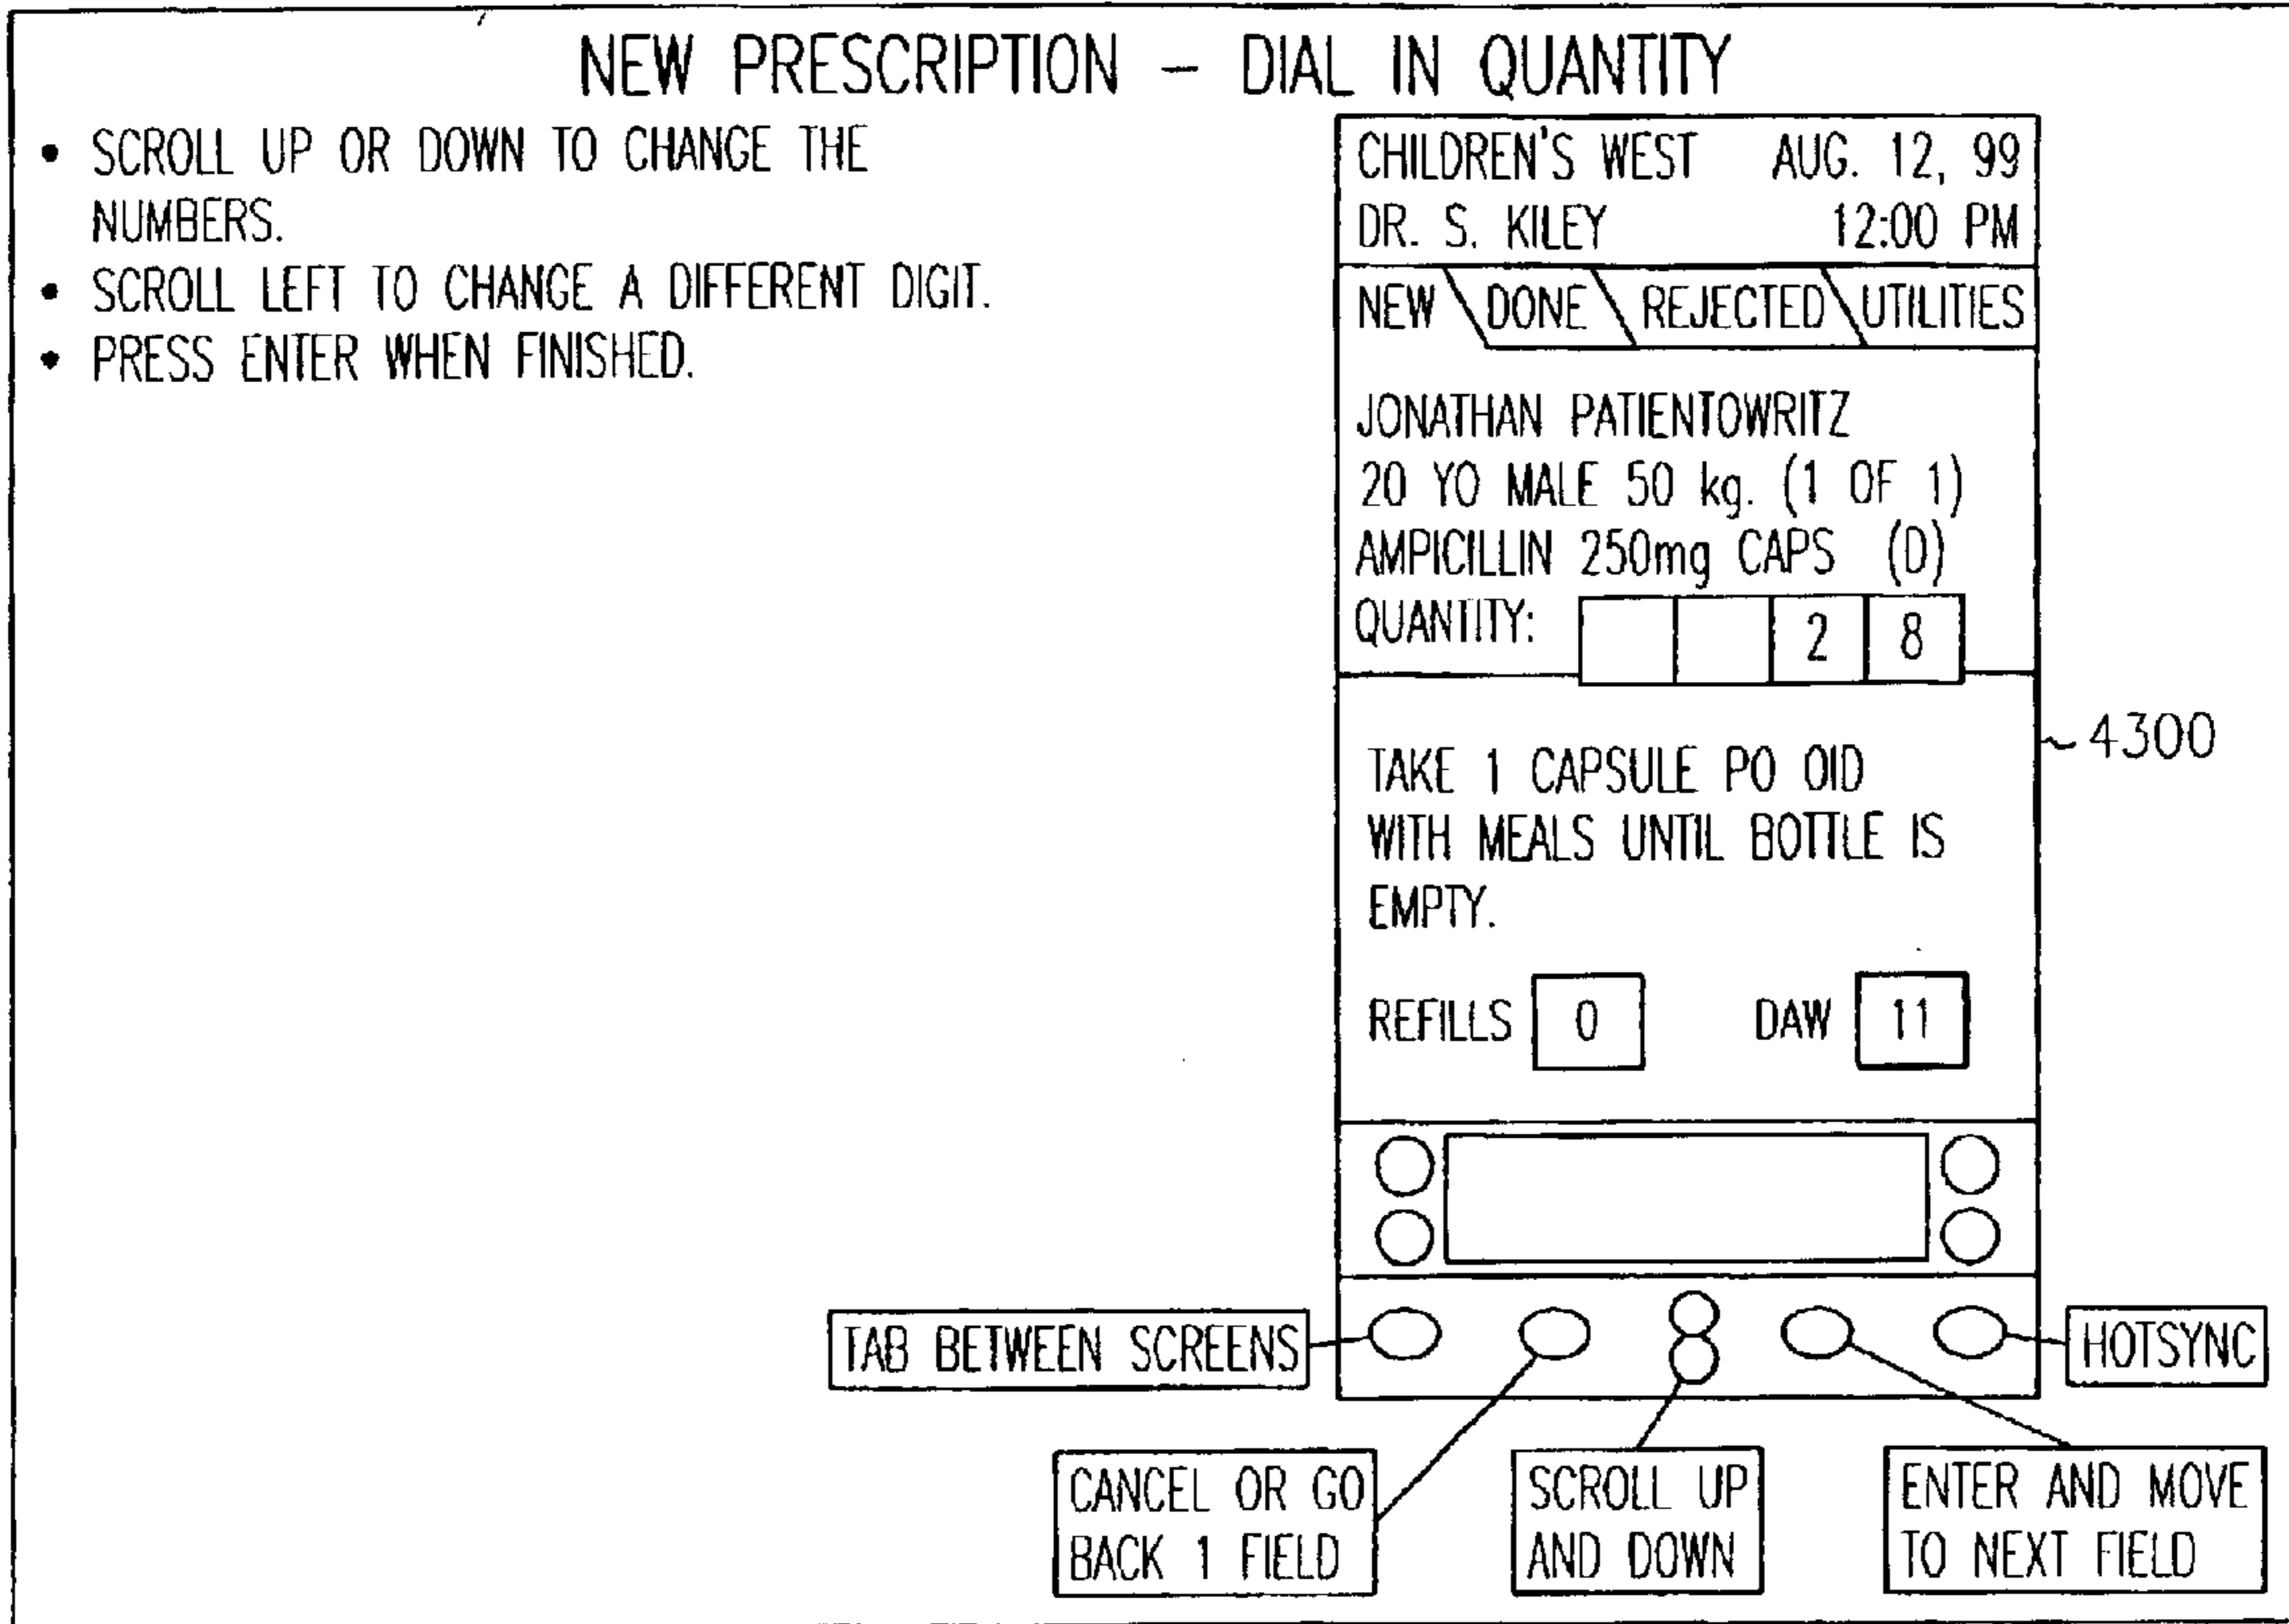 NEW PRESCRIPTION – DIAL IN QUANTITY
• SCROLL UP OR DOWN TO CHANGE THE
NUMBERS.
• SCROLL LEFT TO CHANGE A DIFFERENT DIGIT.
• PRESS ENTER WHEN FINISHED.
CHILDREN'S WEST AUG. 12, 99
DR. S. KILEY 12:00 PM
NEW DONE REJECTED UTILITIES
JONATHAN PATIENTOWRITZ
20 YO MALE 50 kg. (1 OF 1)
AMPICILLIN 250mg CAPS (D)
QUANTITY: 2 8
4300
TAKE 1 CAPSULE PO OID
WITH MEALS UNTIL BOTTLE IS
EMPTY.
REFILLS 0 DAW 11
TAB BETWEEN SCREENS
HOTSYNC
CANCEL OR GO
BACK 1 FIELD
SCROLL UP
AND DOWN
ENTER AND MOVE
TO NEXT FIELD